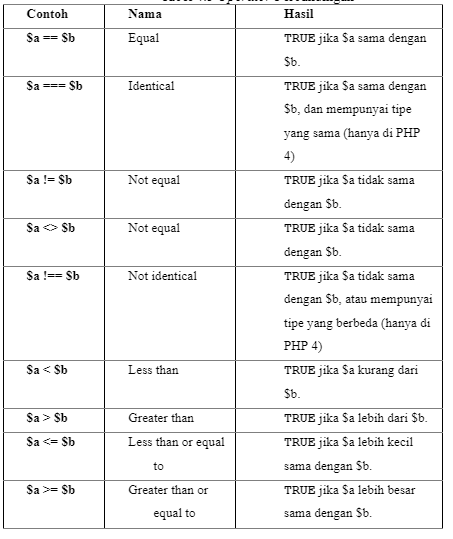 Contoh Nama Hasil
$a == $b Equal TRUE jika $a sama dengan
$b.
$a === $b Identical TRUE jika $a sama dengan
$b, dan mempunyai tipe
yang sama (hanya di PHP
4)
$a != $b Not equal TRUE jika $a tidak sama
dengan $b.
$a <> $b Not equal TRUE jika $a tidak sama
dengan $b.
$a !== $b Not identical TRUE jika $a tidak sama
dengan $b, atau mempunyai
tipe yang berbeda (hanya di
PHP 4)
$a < $b Less than TRUE jika $a kurang dari
$b.
$a > $b Greater than TRUE jika $a lebih dari $b.
$a <= $b Less than or equal TRUE jika $a lebih kecil
to sama dengan $b.
$a >= $b Greater than or TRUE jika $a lebih besar
equal to sama dengan $b.